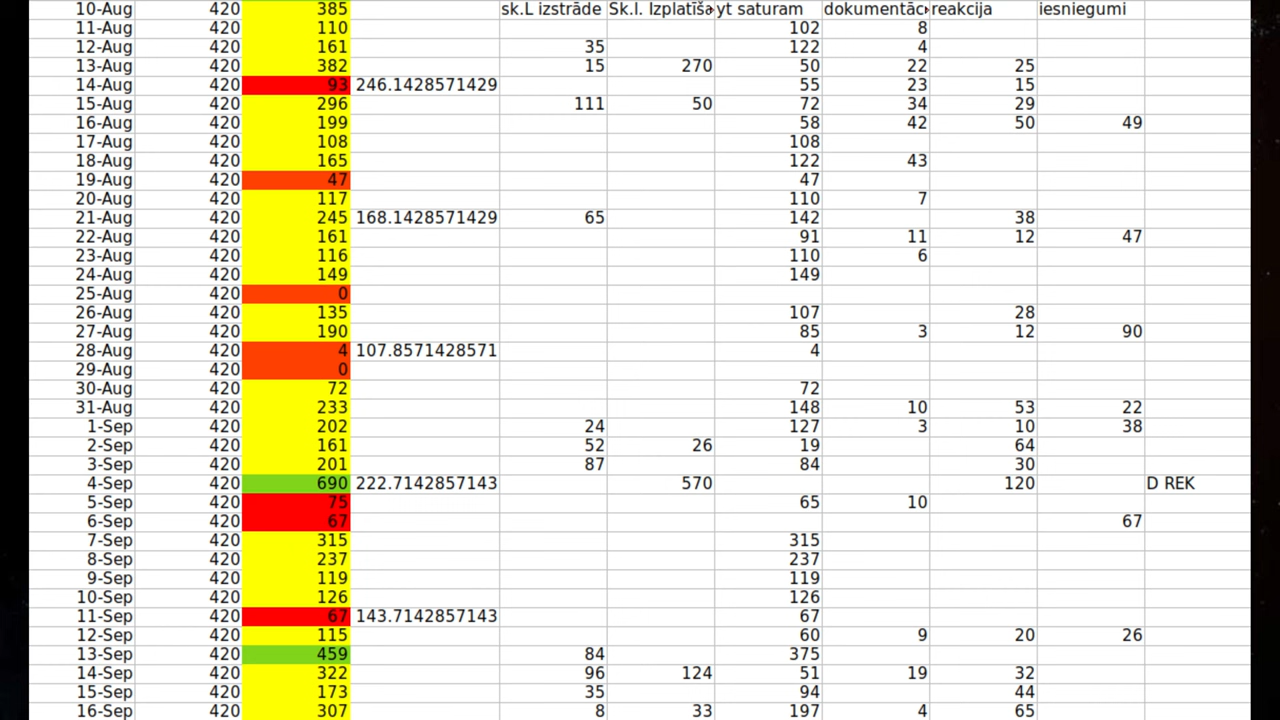 10-Aug 420 385 sk.L izstrāde Sk.l. Izplatīša yt saturam dokumentāc reakcija iesniegumi
11-Aug 420 110 102 8
12-Aug 420 161 35 122 4
13-Aug 420 382 15 270 50 22 25
14-Aug 420 93 246.1428571429 55 23 15
15-Aug 420 296 111 50 72 34 29
16-Aug 420 199 58 42 50 49
17-Aug 420 108 108
18-Aug 420 165 122 43
19-Aug 420 47 47
20-Aug 420 117 110 7
21-Aug 420 245 168.1428571429 65 142 38
22-Aug 420 161 91 11 12 47
23-Aug 420 116 110 6
24-Aug 420 149 149
25-Aug 420 0
26-Aug 420 135 107 28
27-Aug 420 190 85 3 12 90
28-Aug 420 4 107.8571428571 4
29-Aug 420 0
30-Aug 420 72 72
31-Aug 420 233 148 10 53 22
1-Sep 420 202 24 127 3 10 38
2-Sep 420 161 52 26 19 64
3-Sep 420 201 87 84 30
4-Sep 420 690 222.7142857143 570 120 D REK
5-Sep 420 75 65 10
6-Sep 420 67 67
7-Sep 420 315 315
8-Sep 420 237 237
9-Sep 420 119 119
10-Sep 420 126 126
11-Sep 420 67 143.7142857143 67
12-Sep 420 115 60 9 20 26
13-Sep 420 459 84 375
14-Sep 420 322 96 124 51 19 32
15-Sep 420 173 35 94 44
16-Sep 420 307 8 33 197 4 65